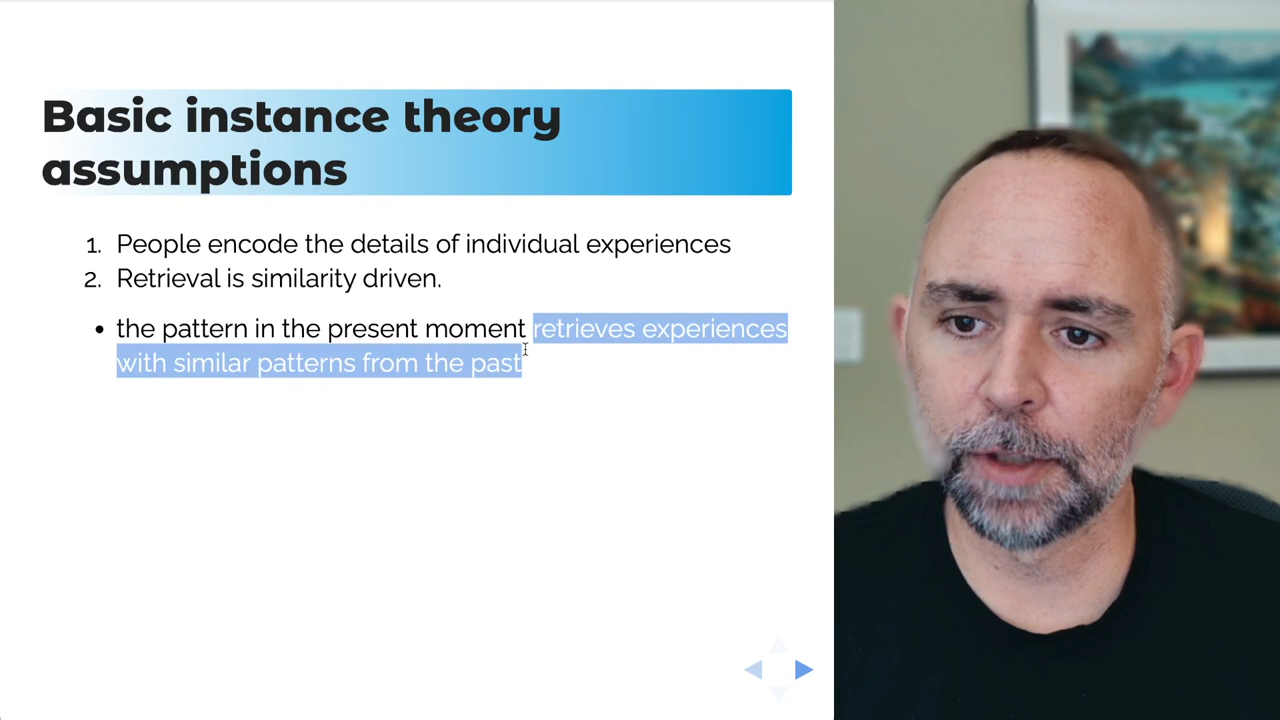 Basic instance theory
assumptions
1. People encode the details of individual experiences
2. Retrieval is similarity driven.
• the pattern in the present moment retrieves experiences
with similar patterns from the past